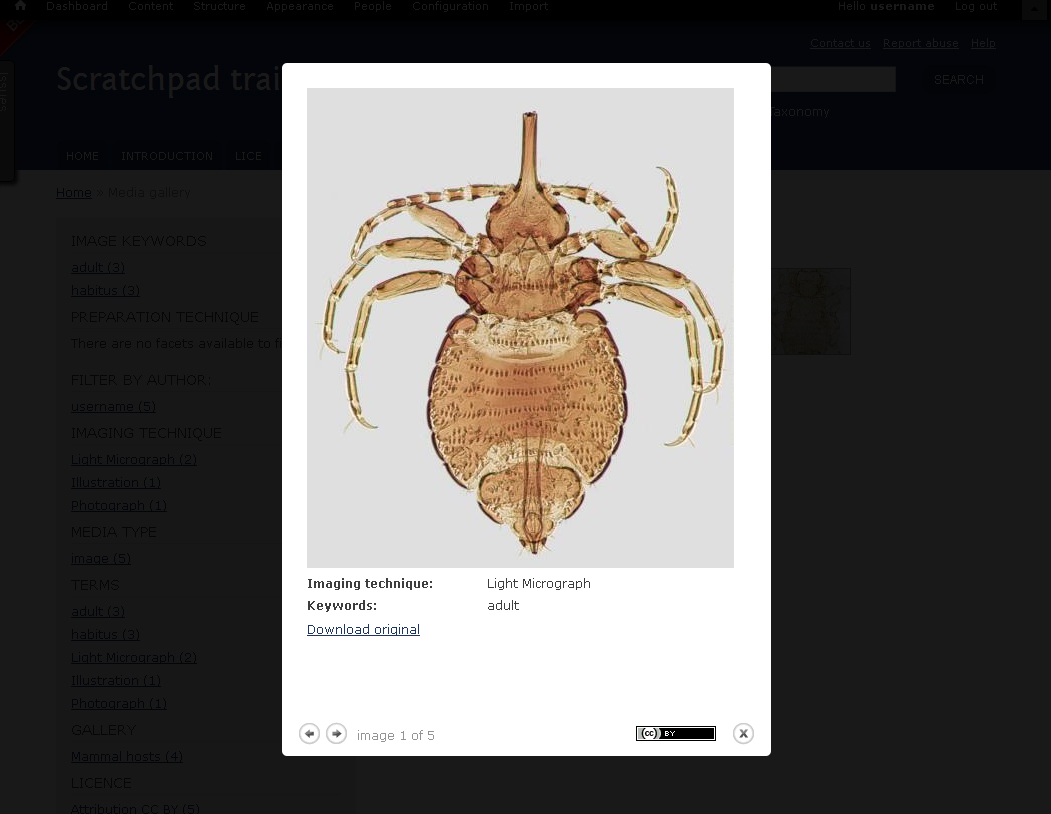 Dashboard Content Structure Appearance People Configuration Import Hello username Log out
Contact us Report abuse Help
Scratchpad trai
SEARCH
Taxonomy
HOME INTRODUCTION LICE
Home » Media gallery
IMAGE KEYWORDS
adult (3)
habitus (3)
PREPARATION TECHNIQUE
There are no facets available to f
FILTER BY AUTHOR:
username (5)
IMAGING TECHNIQUE
Light Micrograph (2)
Illustration (1)
Photograph (1)
MEDIA TYPE
image (5)
TERMS
adult (3)
habitus (3)
Light Micrograph (2)
Illustration (1)
Photograph (1)
GALLERY
Mammal hosts (4)
LICENCE
Attribution CC BY (5)
Imaging technique: Light Micrograph
Keywords: adult
Download original
image 1 of 5
cc BY